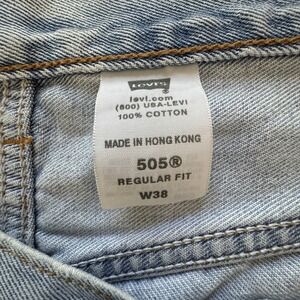 LEVI'S
levi.com
(800) USA-LEVI
100% COTTON
MADE IN HONG KONG
505®
REGULAR FIT
W38